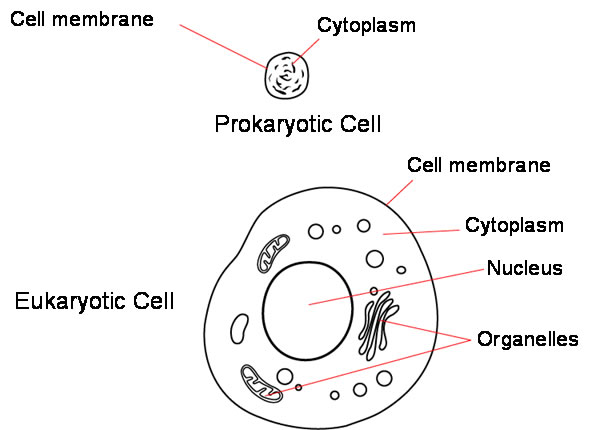 Cell membrane
Cytoplasm
Prokaryotic Cell
Cell membrane
Cytoplasm
Nucleus
Eukaryotic Cell
Organelles